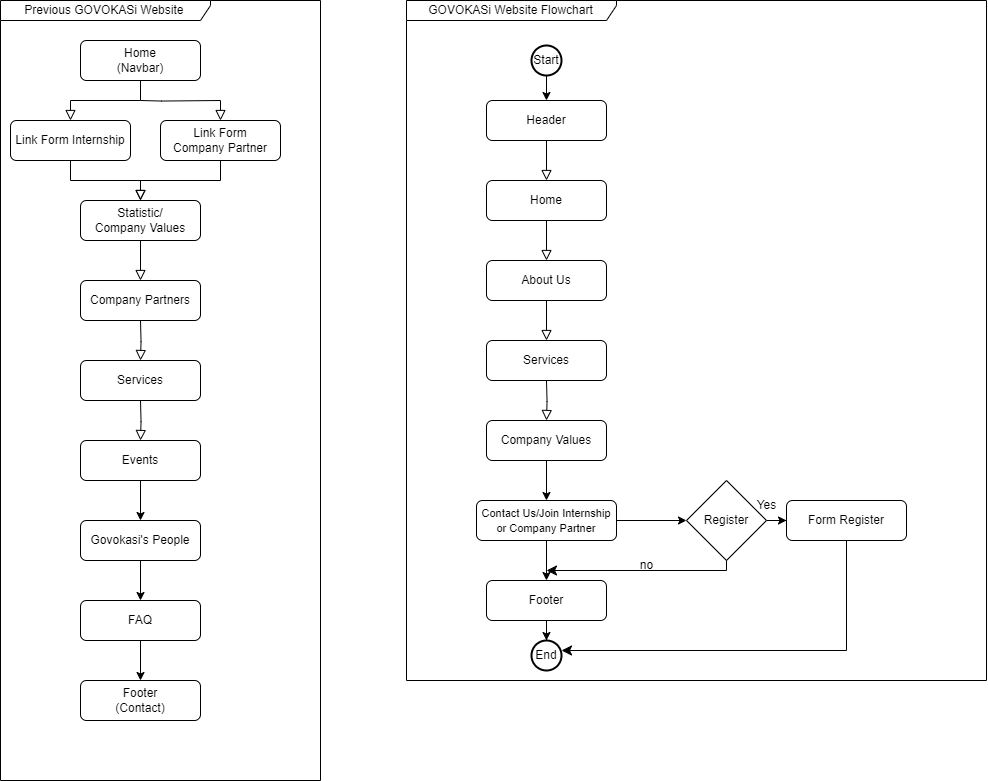 Previous GOVOKASi Website
Home
(Navbar)
Link Form Internship
Link Form
Company Partner
Statistic/
Company Values
Company Partners
Services
Events
Govokasi's People
FAQ
Footer
(Contact)
GOVOKASi Website Flowchart
Start
Header
Home
About Us
Services
Company Values
Contact Us/Join Internship
or Company Partner
Register
Yes
Form Register
no
Footer
End